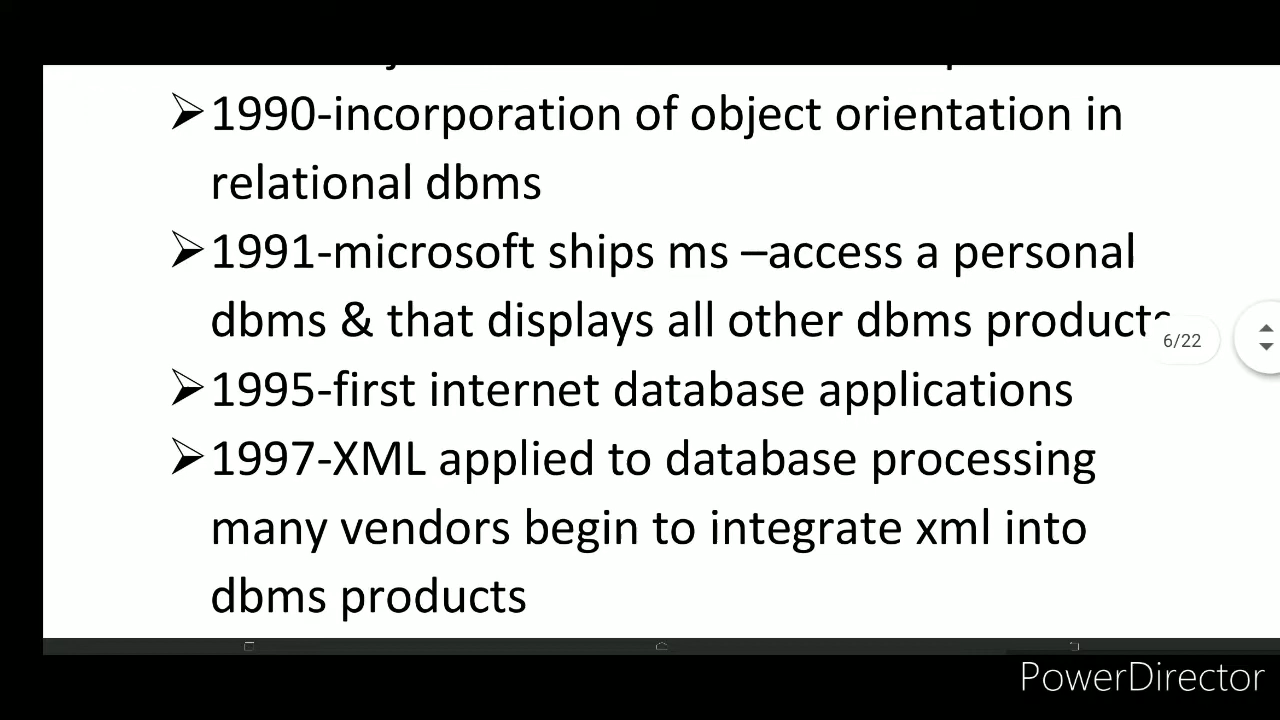 ➢1990-incorporation of object orientation in
relational dbms
➢1991-microsoft ships ms –access a personal
dbms & that displays all other dbms products
6/22
➢1995-first internet database applications
➢1997-XML applied to database processing
many vendors begin to integrate xml into
dbms products
PowerDirector